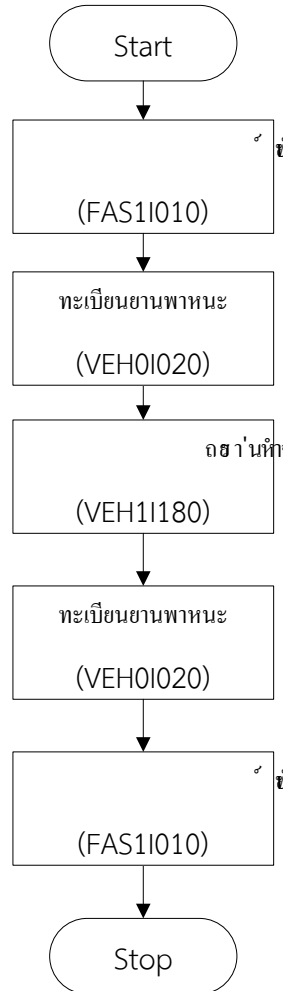 Start
(FAS1I010)
ทะเบียนยานพาหนะ
(VEH0I020)
(VEH1I180)
ทะเบียนยานพาหนะ
(VEH0I020)
(FAS1I010)
Stop